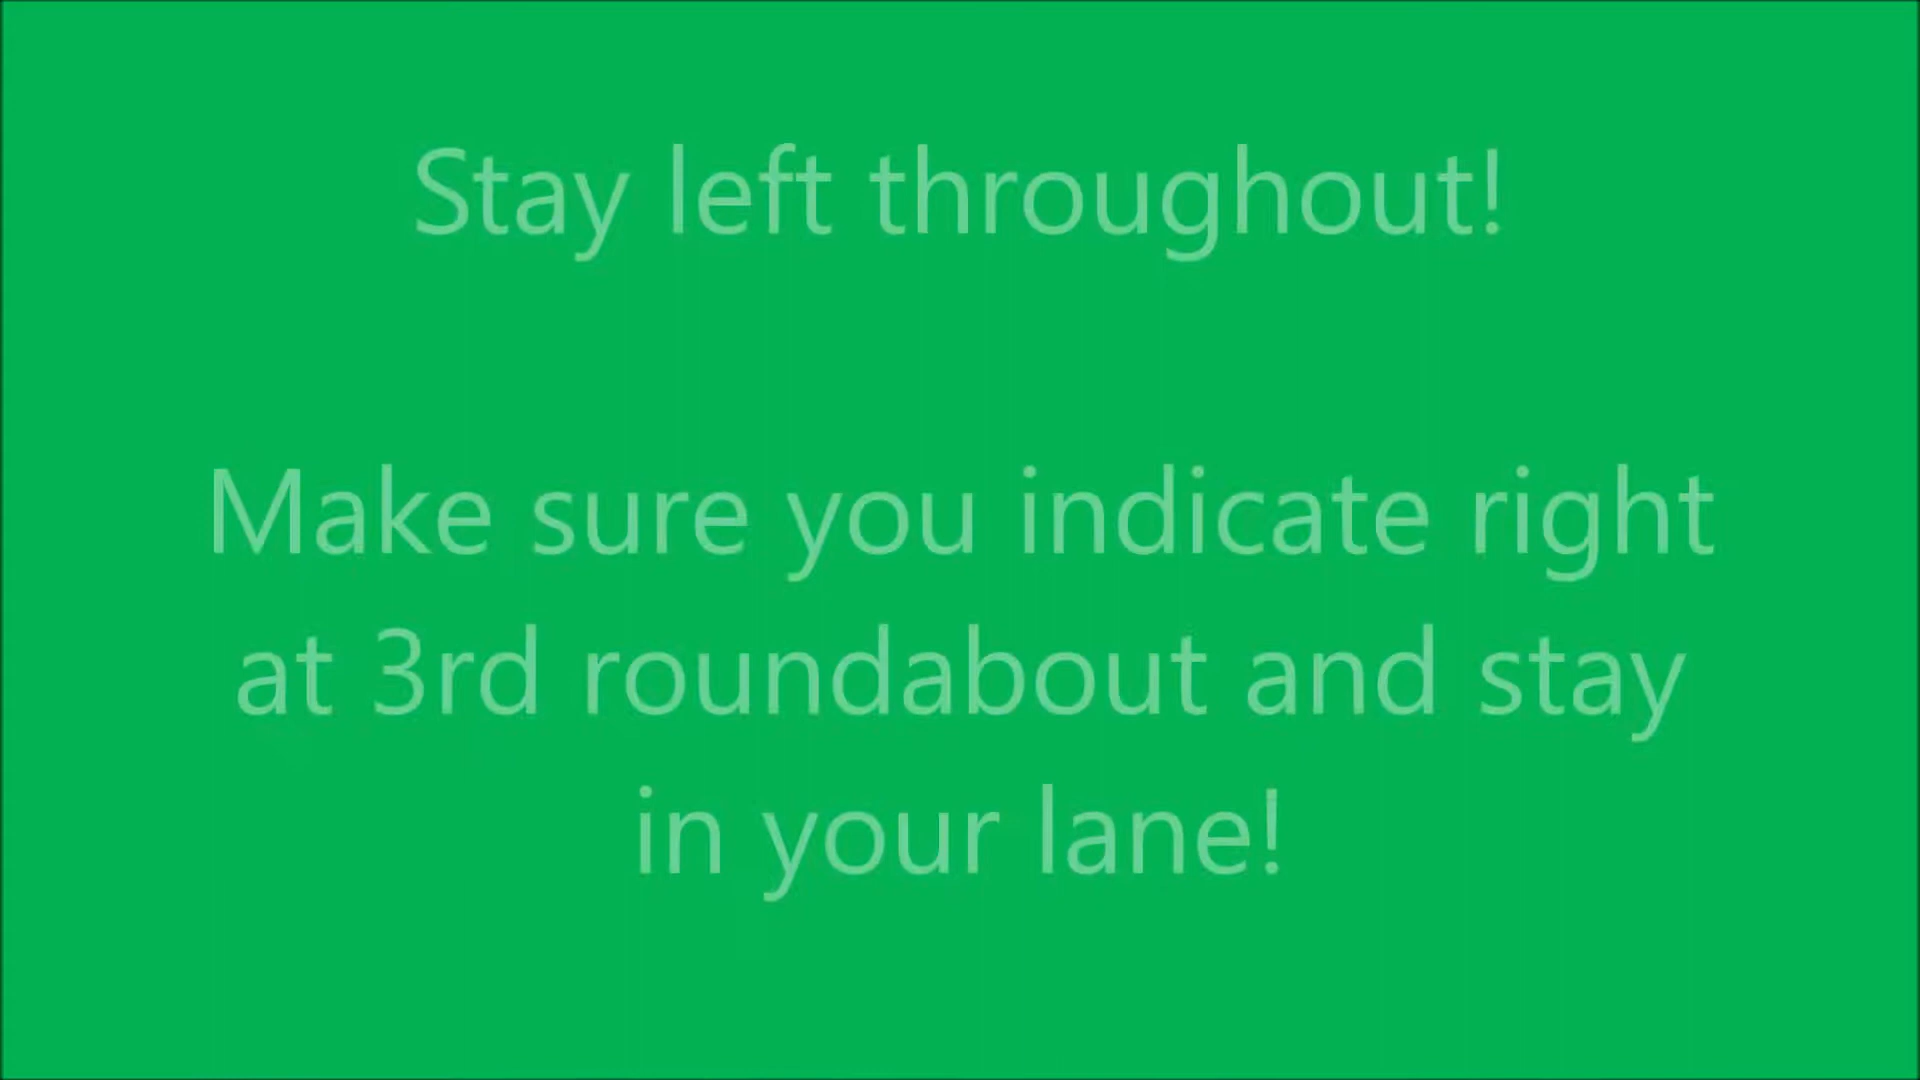 Stay left throughout!
Make sure you indicate right
at 3rd roundabout and stay
in your lane!